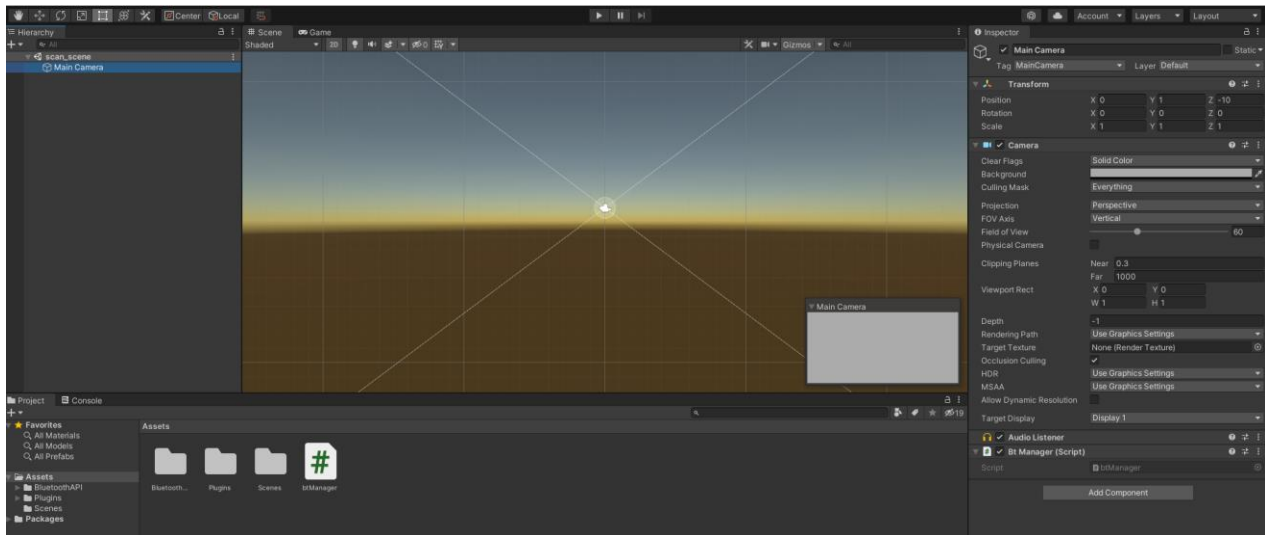 Center Local
Account Layers Layout
Hierarchy
All
scan_scene
Main Camera
Scene Game
Shaded 2D 0 Gizmos All
Main Camera
Inspector
Main Camera Static
Tag MainCamera Layer Default
Transform
Position X 0 Y 1 Z -10
Rotation X 0 Y 0 Z 0
Scale X 1 Y 1 Z 1
Camera
Clear Flags Solid Color
Background
Culling Mask Everything
Projection Perspective
FOV Axis Vertical
Field of View 60
Physical Camera
Clipping Planes Near 0.3
Far 1000
Viewport Rect X 0 Y 0
W 1 H 1
Depth -1
Rendering Path Use Graphics Settings
Target Texture None (Render Texture)
Occlusion Culling
HDR Use Graphics Settings
MSAA Use Graphics Settings
Allow Dynamic Resolution
Target Display Display 1
Audio Listener
# Bt Manager (Script)
Script btManager
Add Component
Project Console
19
Favorites
All Materials
All Models
All Prefabs
Assets
BluetoothAPI
Plugins
Scenes
Packages
Assets
#
Bluetooth... Plugins Scenes btManager